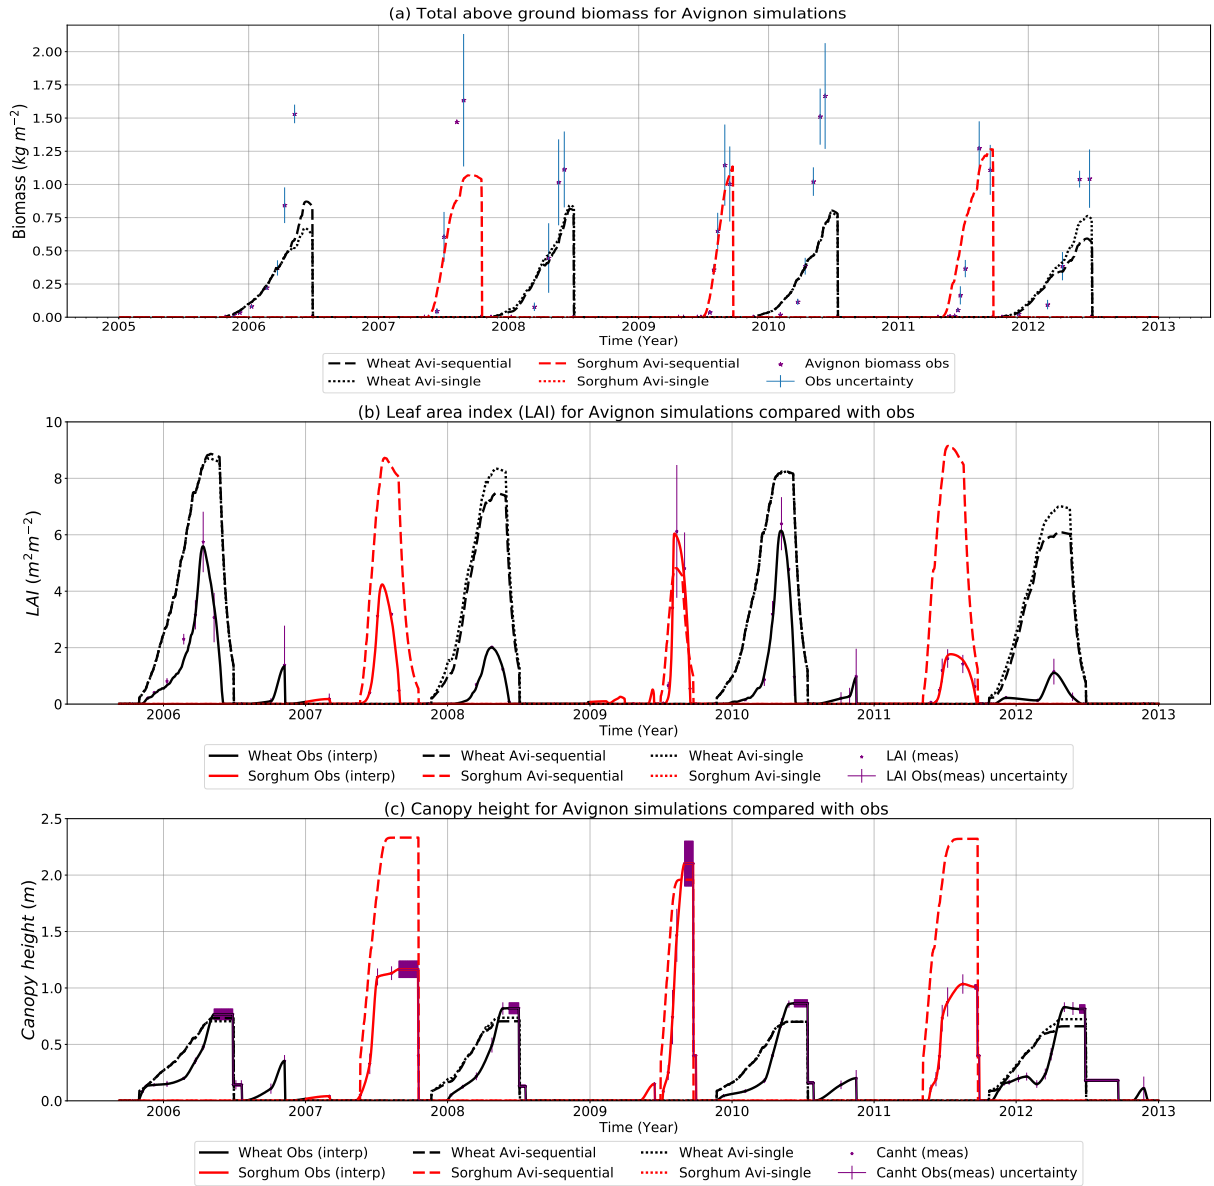 (a) Total above ground biomass for Avignon simulations
Biomass (kg m⁻²)
2.00
1.75
1.50
1.25
1.00
0.75
0.50
0.25
0.00
2005 2006 2007 2008 2009 2010 2011 2012 2013
Time (Year)
Wheat Avi-sequential Sorghum Avi-sequential Avignon biomass obs
Wheat Avi-single Sorghum Avi-single Obs uncertainty
(b) Leaf area index (LAI) for Avignon simulations compared with obs
LAI (m²m⁻²)
10
8
6
4
2
0
2006 2007 2008 2009 2010 2011 2012 2013
Time (Year)
Wheat Obs (interp) Wheat Avi-sequential Wheat Avi-single LAI (meas)
Sorghum Obs (interp) Sorghum Avi-sequential Sorghum Avi-single LAI Obs(meas) uncertainty
(c) Canopy height for Avignon simulations compared with obs
Canopy height (m)
2.5
2.0
1.5
1.0
0.5
0.0
2006 2007 2008 2009 2010 2011 2012 2013
Time (Year)
Wheat Obs (interp) Wheat Avi-sequential Wheat Avi-single Canht (meas)
Sorghum Obs (interp) Sorghum Avi-sequential Sorghum Avi-single Canht Obs(meas) uncertainty